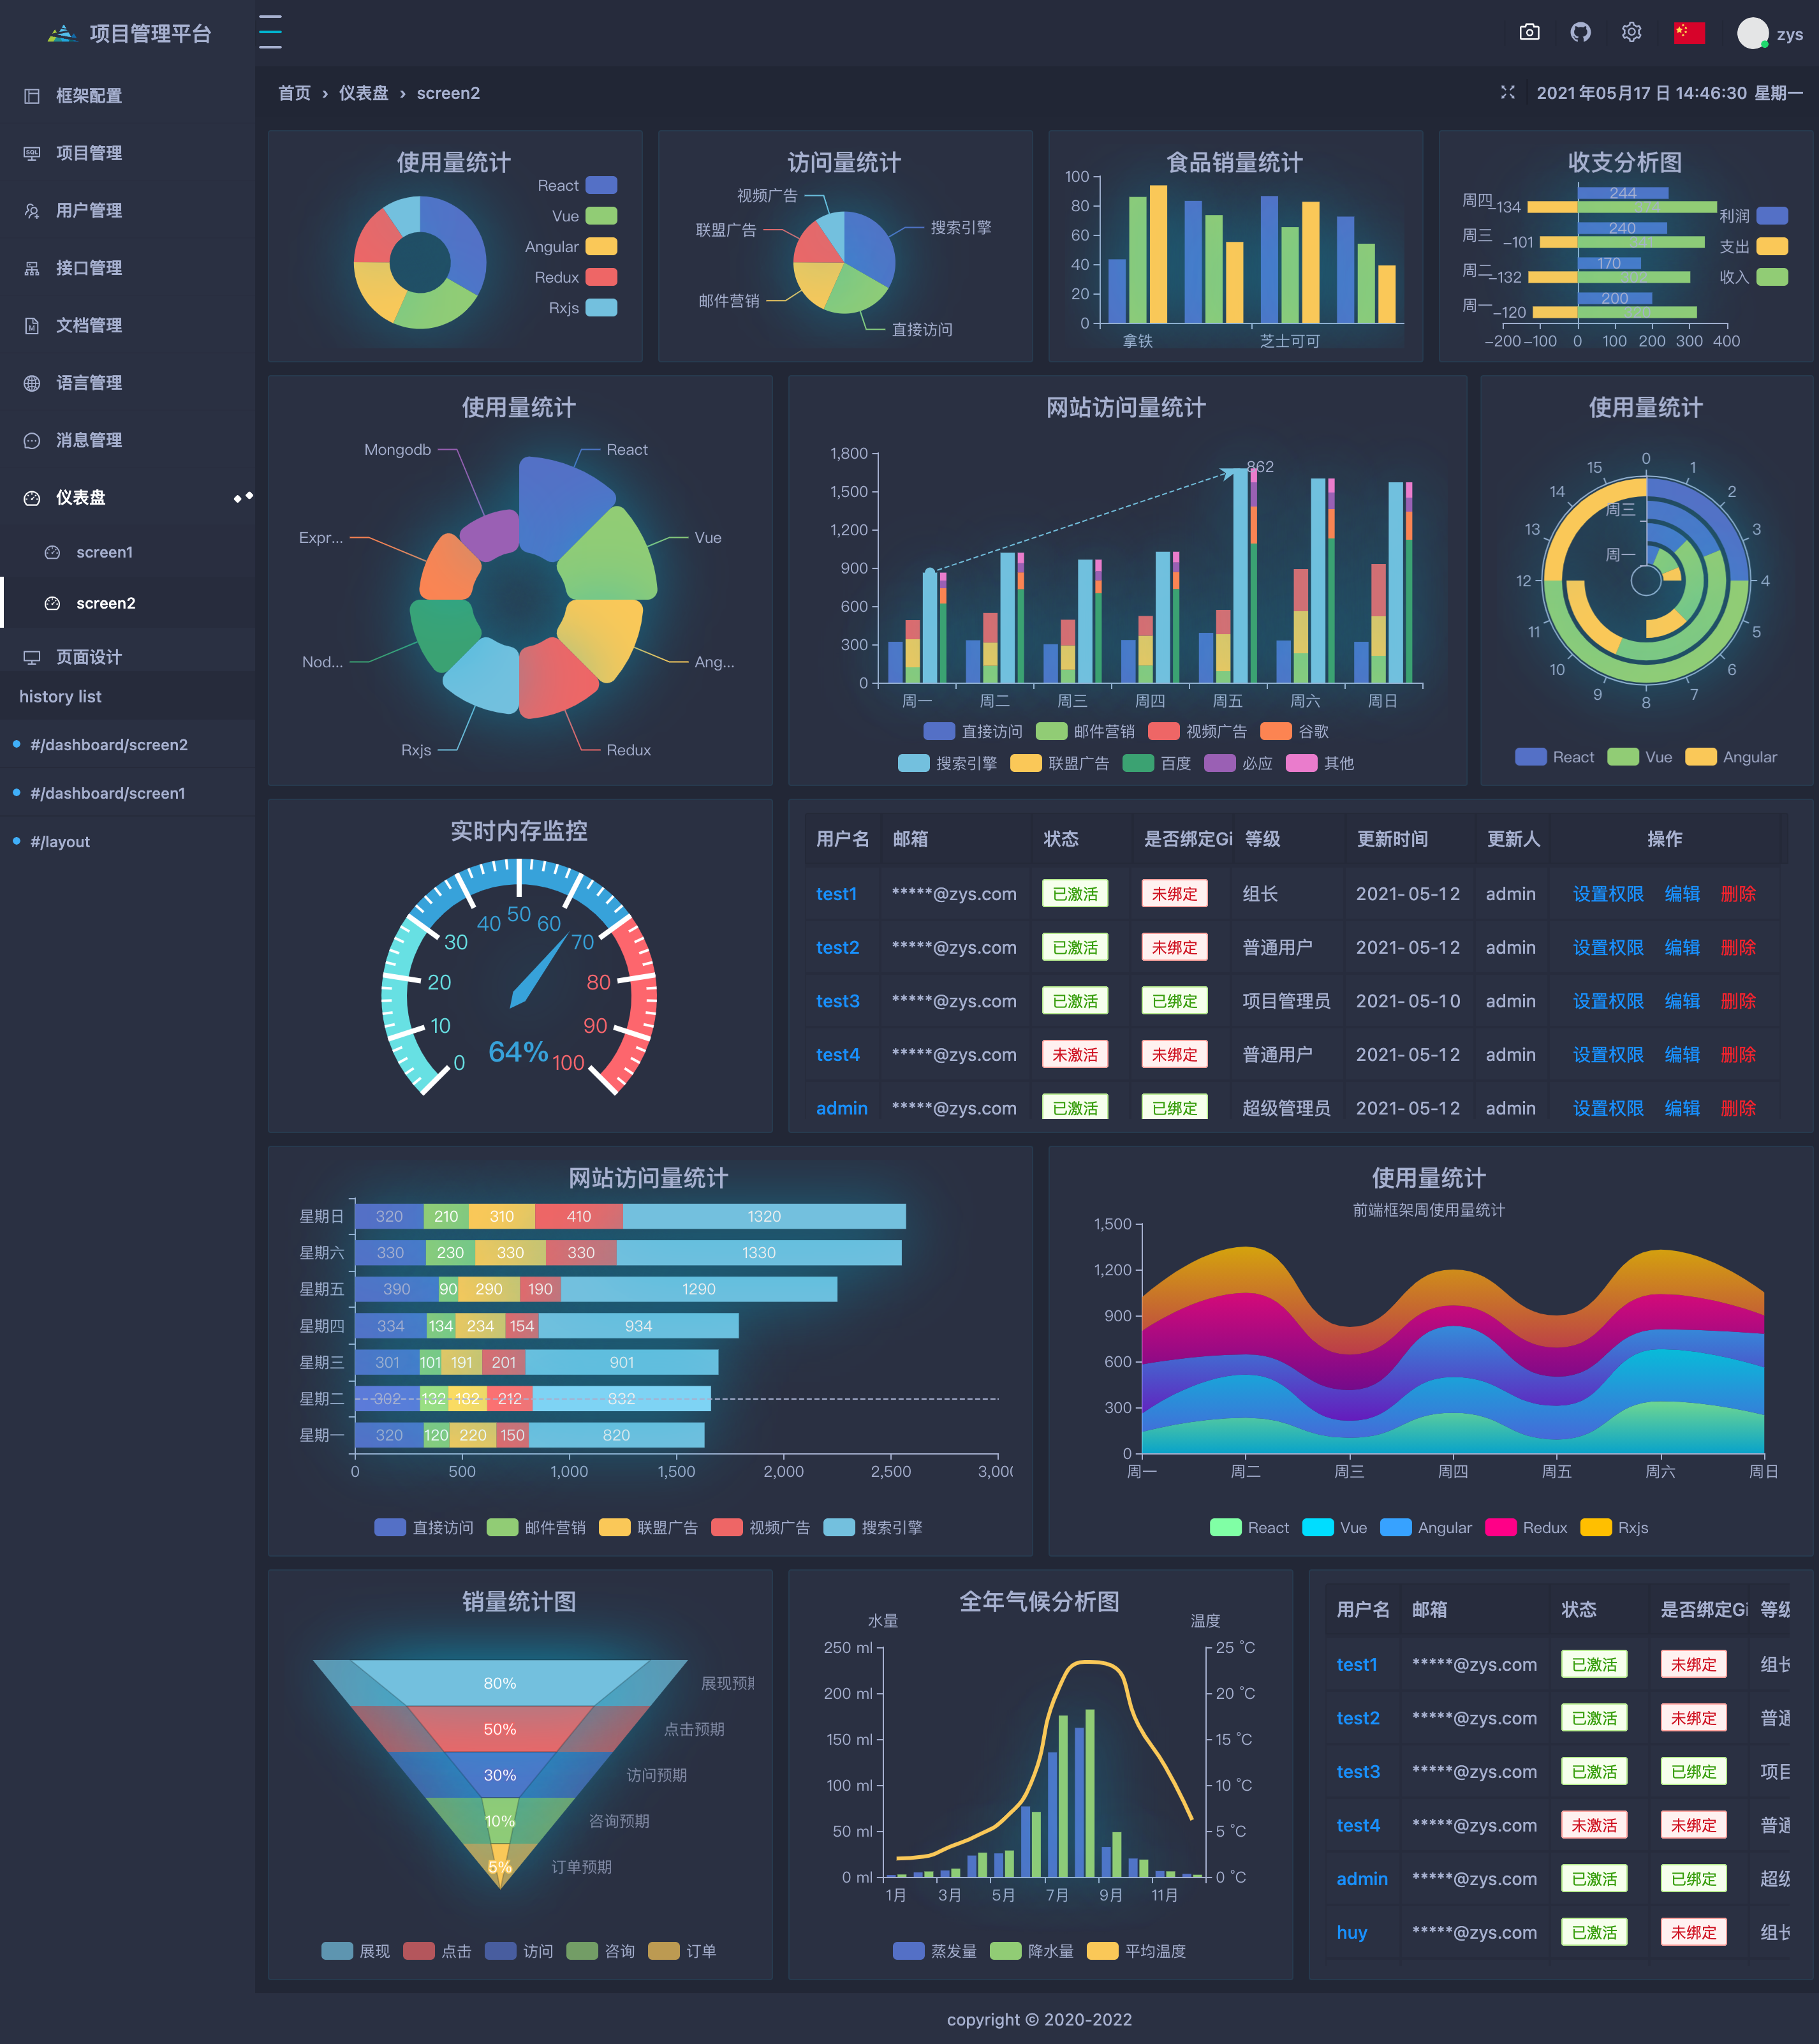 项目管理平台
zys
框架配置
项目管理
用户管理
接口管理
文档管理
语言管理
消息管理
仪表盘
screen1
screen2
页面设计
history list
#/dashboard/screen2
#/dashboard/screen1
#/layout
首页 › 仪表盘 › screen2
2021年05月17日 14:46:30 星期一
使用量统计
React
Vue
Angular
Redux
Rxjs
访问量统计
视频广告
搜索引擎
联盟广告
邮件营销
直接访问
食品销量统计
100
80
60
40
20
0
拿铁 芝士可可
收支分析图
周四 -134 244
周三 -101 240
周二 -132 170
周一 -120 200
利润
支出
收入
-200 -100 0 100 200 300 400
使用量统计
Mongodb React
Expr... Vue
Nod... Ang...
Rxjs Redux
网站访问量统计
1,800
1,500
1,200
900
600
300
0
862
周一 周二 周三 周四 周五 周六 周日
直接访问 邮件营销 视频广告 谷歌
搜索引擎 联盟广告 百度 必应 其他
使用量统计
0 1 2 3 4 5 6 7 8 9 10 11 12 13 14 15
周三
周一
React Vue Angular
实时内存监控
0 10 20 30 40 50 60 70 80 90 100
64%
用户名 邮箱 状态 是否绑定Gi 等级 更新时间 更新人 操作
test1 *****@zys.com 已激活 未绑定 组长 2021-05-12 admin 设置权限 编辑 删除
test2 *****@zys.com 已激活 未绑定 普通用户 2021-05-12 admin 设置权限 编辑 删除
test3 *****@zys.com 已激活 已绑定 项目管理员 2021-05-10 admin 设置权限 编辑 删除
test4 *****@zys.com 未激活 未绑定 普通用户 2021-05-12 admin 设置权限 编辑 删除
admin *****@zys.com 已激活 已绑定 超级管理员 2021-05-12 admin 设置权限 编辑 删除
网站访问量统计
星期日 320 210 310 410 1320
星期六 330 230 330 330 1330
星期五 390 90 290 190 1290
星期四 334 134 234 154 934
星期三 301 101 191 201 901
星期二 302 132 182 212 832
星期一 320 120 220 150 820
0 500 1,000 1,500 2,000 2,500 3,000
直接访问 邮件营销 联盟广告 视频广告 搜索引擎
使用量统计
前端框架周使用量统计
1,500
1,200
900
600
300
0
周一 周二 周三 周四 周五 周六 周日
React Vue Angular Redux Rxjs
销量统计图
80% 展现预期
50% 点击预期
30% 访问预期
10% 咨询预期
5% 订单预期
展现 点击 访问 咨询 订单
全年气候分析图
水量 温度
250 ml 25 °C
200 ml 20 °C
150 ml 15 °C
100 ml 10 °C
50 ml 5 °C
0 ml 0 °C
1月 3月 5月 7月 9月 11月
蒸发量 降水量 平均温度
用户名 邮箱 状态 是否绑定Gi 等级
test1 *****@zys.com 已激活 未绑定 组长
test2 *****@zys.com 已激活 未绑定 普通
test3 *****@zys.com 已激活 已绑定 项目
test4 *****@zys.com 未激活 未绑定 普通
admin *****@zys.com 已激活 已绑定 超级
huy *****@zys.com 已激活 未绑定 组长
copyright © 2020-2022